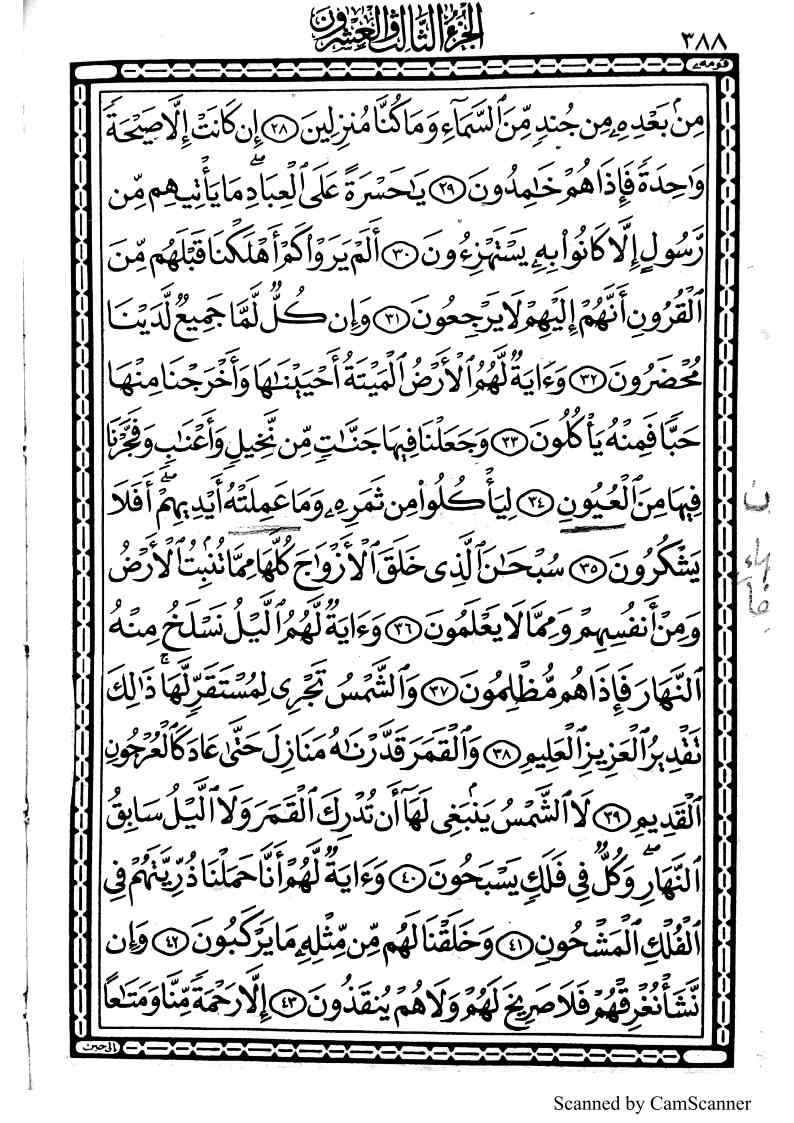 الجزء الثالث والعشرون
٣٨٨
مِنۢ بَعْدِهِۦ مِن جُندٍ مِّنَ ٱلسَّمَآءِ وَمَا كُنَّا مُنزِلِينَ ٢٨ إِن كَانَتْ إِلَّا صَيْحَةً
وَاحِدَةً فَإِذَا هُمْ خَٰمِدُونَ ٢٩ يَٰحَسْرَةً عَلَى ٱلْعِبَادِۚ مَا يَأْتِيهِم مِّن
رَّسُولٍ إِلَّا كَانُوا۟ بِهِۦ يَسْتَهْزِءُونَ ٣٠ أَلَمْ يَرَوْا۟ كَمْ أَهْلَكْنَا قَبْلَهُم مِّنَ
ٱلْقُرُونِ أَنَّهُمْ إِلَيْهِمْ لَا يَرْجِعُونَ ٣١ وَإِن كُلٌّ لَّمَّا جَمِيعٌ لَّدَيْنَا
مُحْضَرُونَ ٣٢ وَءَايَةٌ لَّهُمُ ٱلْأَرْضُ ٱلْمَيْتَةُ أَحْيَيْنَٰهَا وَأَخْرَجْنَا مِنْهَا
حَبًّا فَمِنْهُ يَأْكُلُونَ ٣٣ وَجَعَلْنَا فِيهَا جَنَّٰتٍ مِّن نَّخِيلٍ وَأَعْنَٰبٍ وَفَجَّرْنَا
فِيهَا مِنَ ٱلْعُيُونِ ٣٤ لِيَأْكُلُوا۟ مِن ثَمَرِهِۦ وَمَا عَمِلَتْهُ أَيْدِيهِمْۖ أَفَلَا
يَشْكُرُونَ ٣٥ سُبْحَٰنَ ٱلَّذِى خَلَقَ ٱلْأَزْوَٰجَ كُلَّهَا مِمَّا تُنۢبِتُ ٱلْأَرْضُ
وَمِنْ أَنفُسِهِمْ وَمِمَّا لَا يَعْلَمُونَ ٣٦ وَءَايَةٌ لَّهُمُ ٱلَّيْلُ نَسْلَخُ مِنْهُ
ٱلنَّهَارَ فَإِذَا هُم مُّظْلِمُونَ ٣٧ وَٱلشَّمْسُ تَجْرِى لِمُسْتَقَرٍّ لَّهَاۚ ذَٰلِكَ
تَقْدِيرُ ٱلْعَزِيزِ ٱلْعَلِيمِ ٣٨ وَٱلْقَمَرَ قَدَّرْنَٰهُ مَنَازِلَ حَتَّىٰ عَادَ كَٱلْعُرْجُونِ
ٱلْقَدِيمِ ٣٩ لَا ٱلشَّمْسُ يَنۢبَغِى لَهَآ أَن تُدْرِكَ ٱلْقَمَرَ وَلَا ٱلَّيْلُ سَابِقُ
ٱلنَّهَارِۚ وَكُلٌّ فِى فَلَكٍ يَسْبَحُونَ ٤٠ وَءَايَةٌ لَّهُمْ أَنَّا حَمَلْنَا ذُرِّيَّتَهُمْ فِى
ٱلْفُلْكِ ٱلْمَشْحُونِ ٤١ وَخَلَقْنَا لَهُم مِّن مِّثْلِهِۦ مَا يَرْكَبُونَ ٤٢ وَإِن
نَّشَأْ نُغْرِقْهُمْ فَلَا صَرِيخَ لَهُمْ وَلَا هُمْ يُنقَذُونَ ٤٣ إِلَّا رَحْمَةً مِّنَّا وَمَتَٰعًا
إلى حين
Scanned by CamScanner